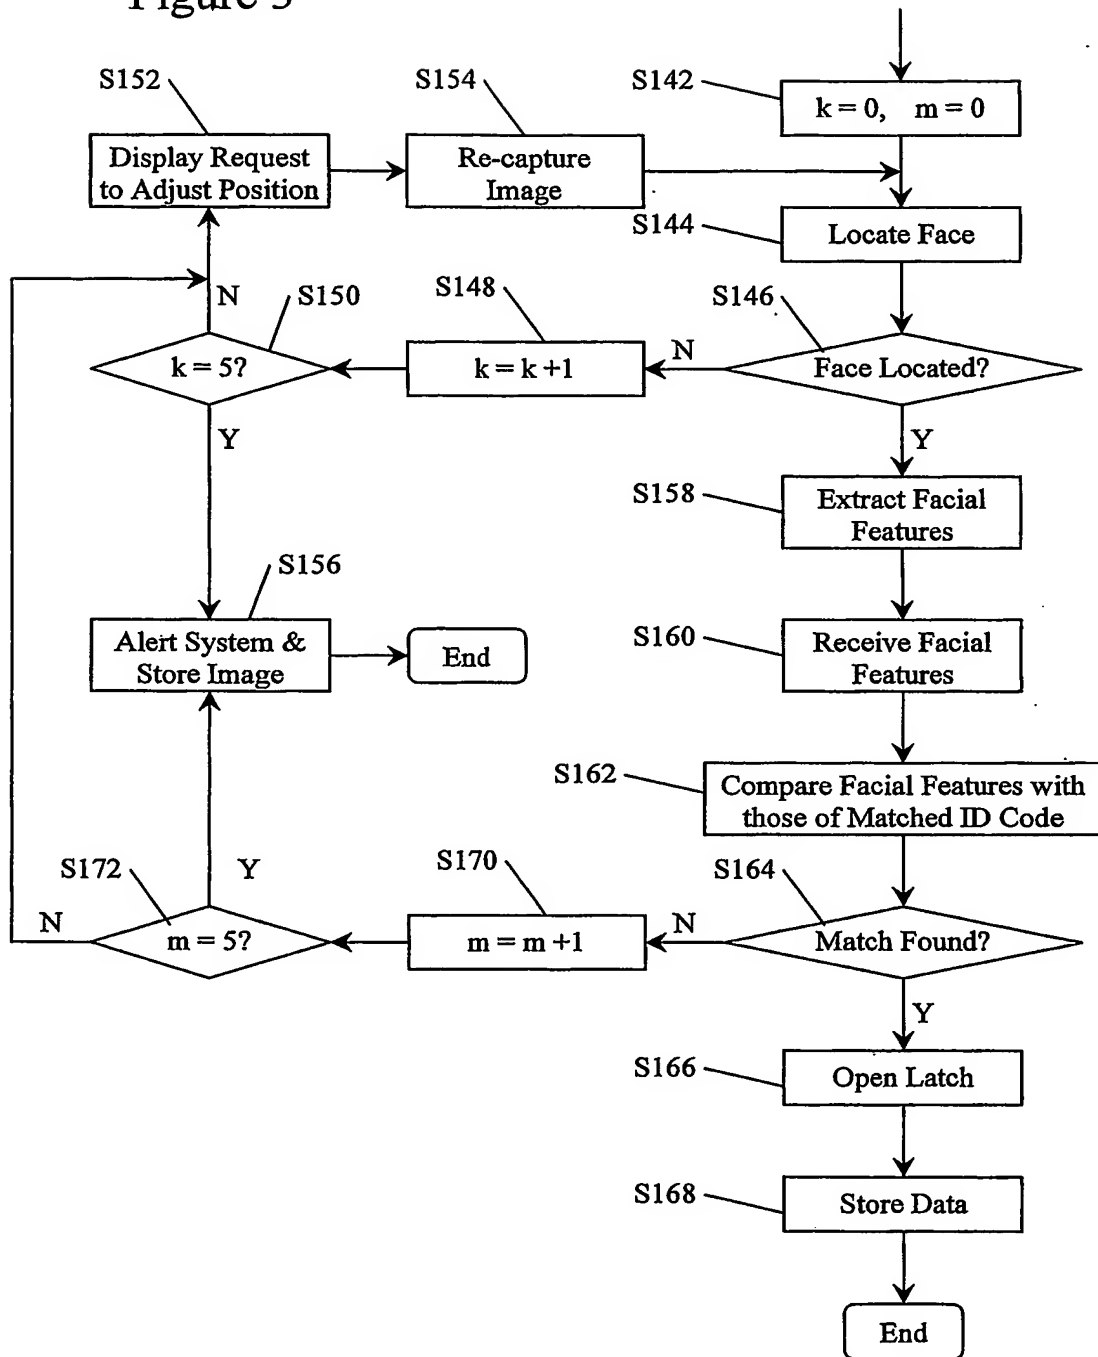 Figure 3
S152
S154
S142
k = 0, m = 0
Display Request
to Adjust Position
Re-capture
Image
S144
Locate Face
N
S150
S148
S146
k = 5?
k = k +1
N
Face Located?
Y
Y
S158
Extract Facial
Features
S156
Alert System &
Store Image
End
S160
Receive Facial
Features
S162
Compare Facial Features with
those of Matched ID Code
S172
Y
S170
S164
N
m = 5?
m = m +1
N
Match Found?
Y
S166
Open Latch
S168
Store Data
End